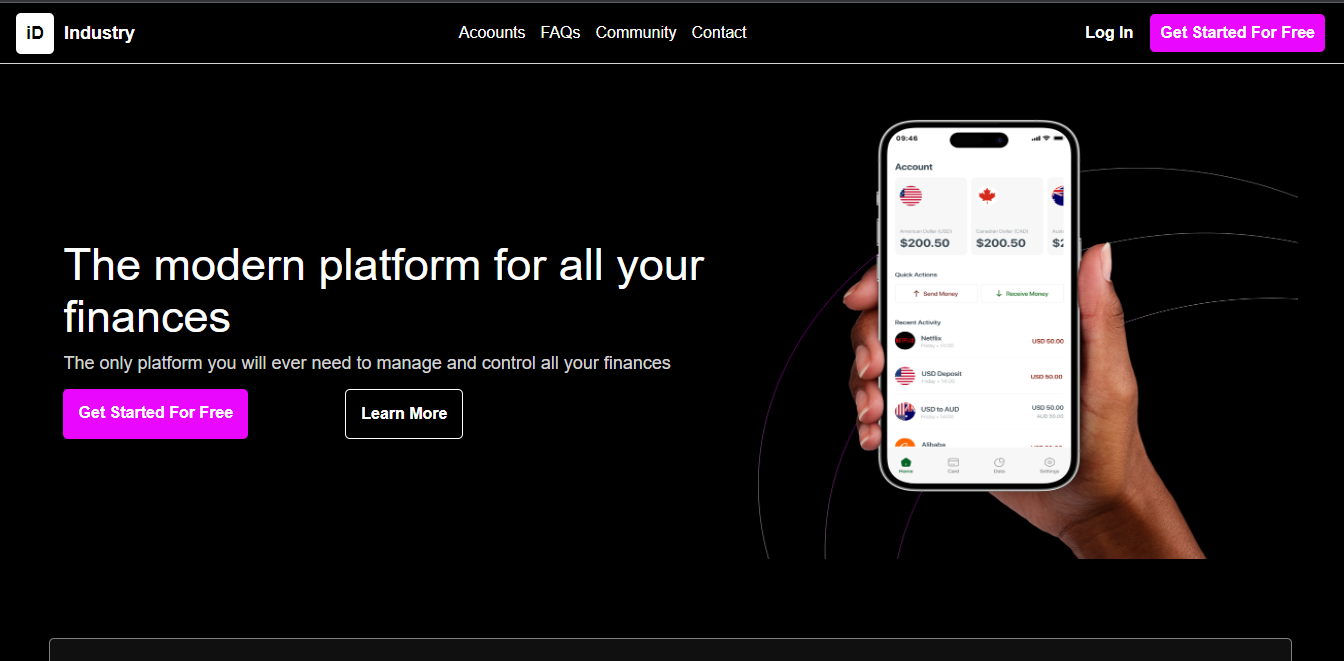 iD Industry
Acoounts FAQs Community Contact
Log In Get Started For Free
The modern platform for all your
finances
The only platform you will ever need to manage and control all your finances
Get Started For Free
Learn More
09:46
Account
American Dollar (USD)
Canadian Dollar (CAD)
$200.50
$200.50
Quick Actions
Send Money
Receive Money
Recent Activity
Netflix
USD 50.00
USD Deposit
USD 50.00
USD to AUD
USD 50.00
AUD 50.00
Alibaba
Home
Card
Data
Settings